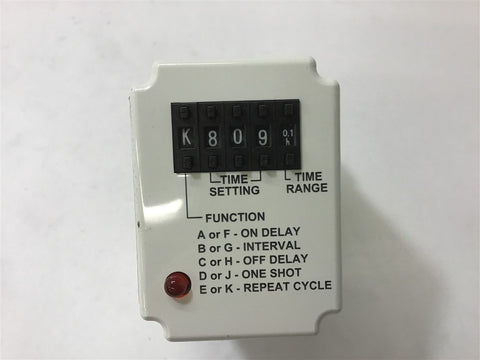 K 8 0 9 0.1 h
TIME SETTING
TIME RANGE
FUNCTION
A or F - ON DELAY
B or G - INTERVAL
C or H - OFF DELAY
D or J - ONE SHOT
E or K - REPEAT CYCLE